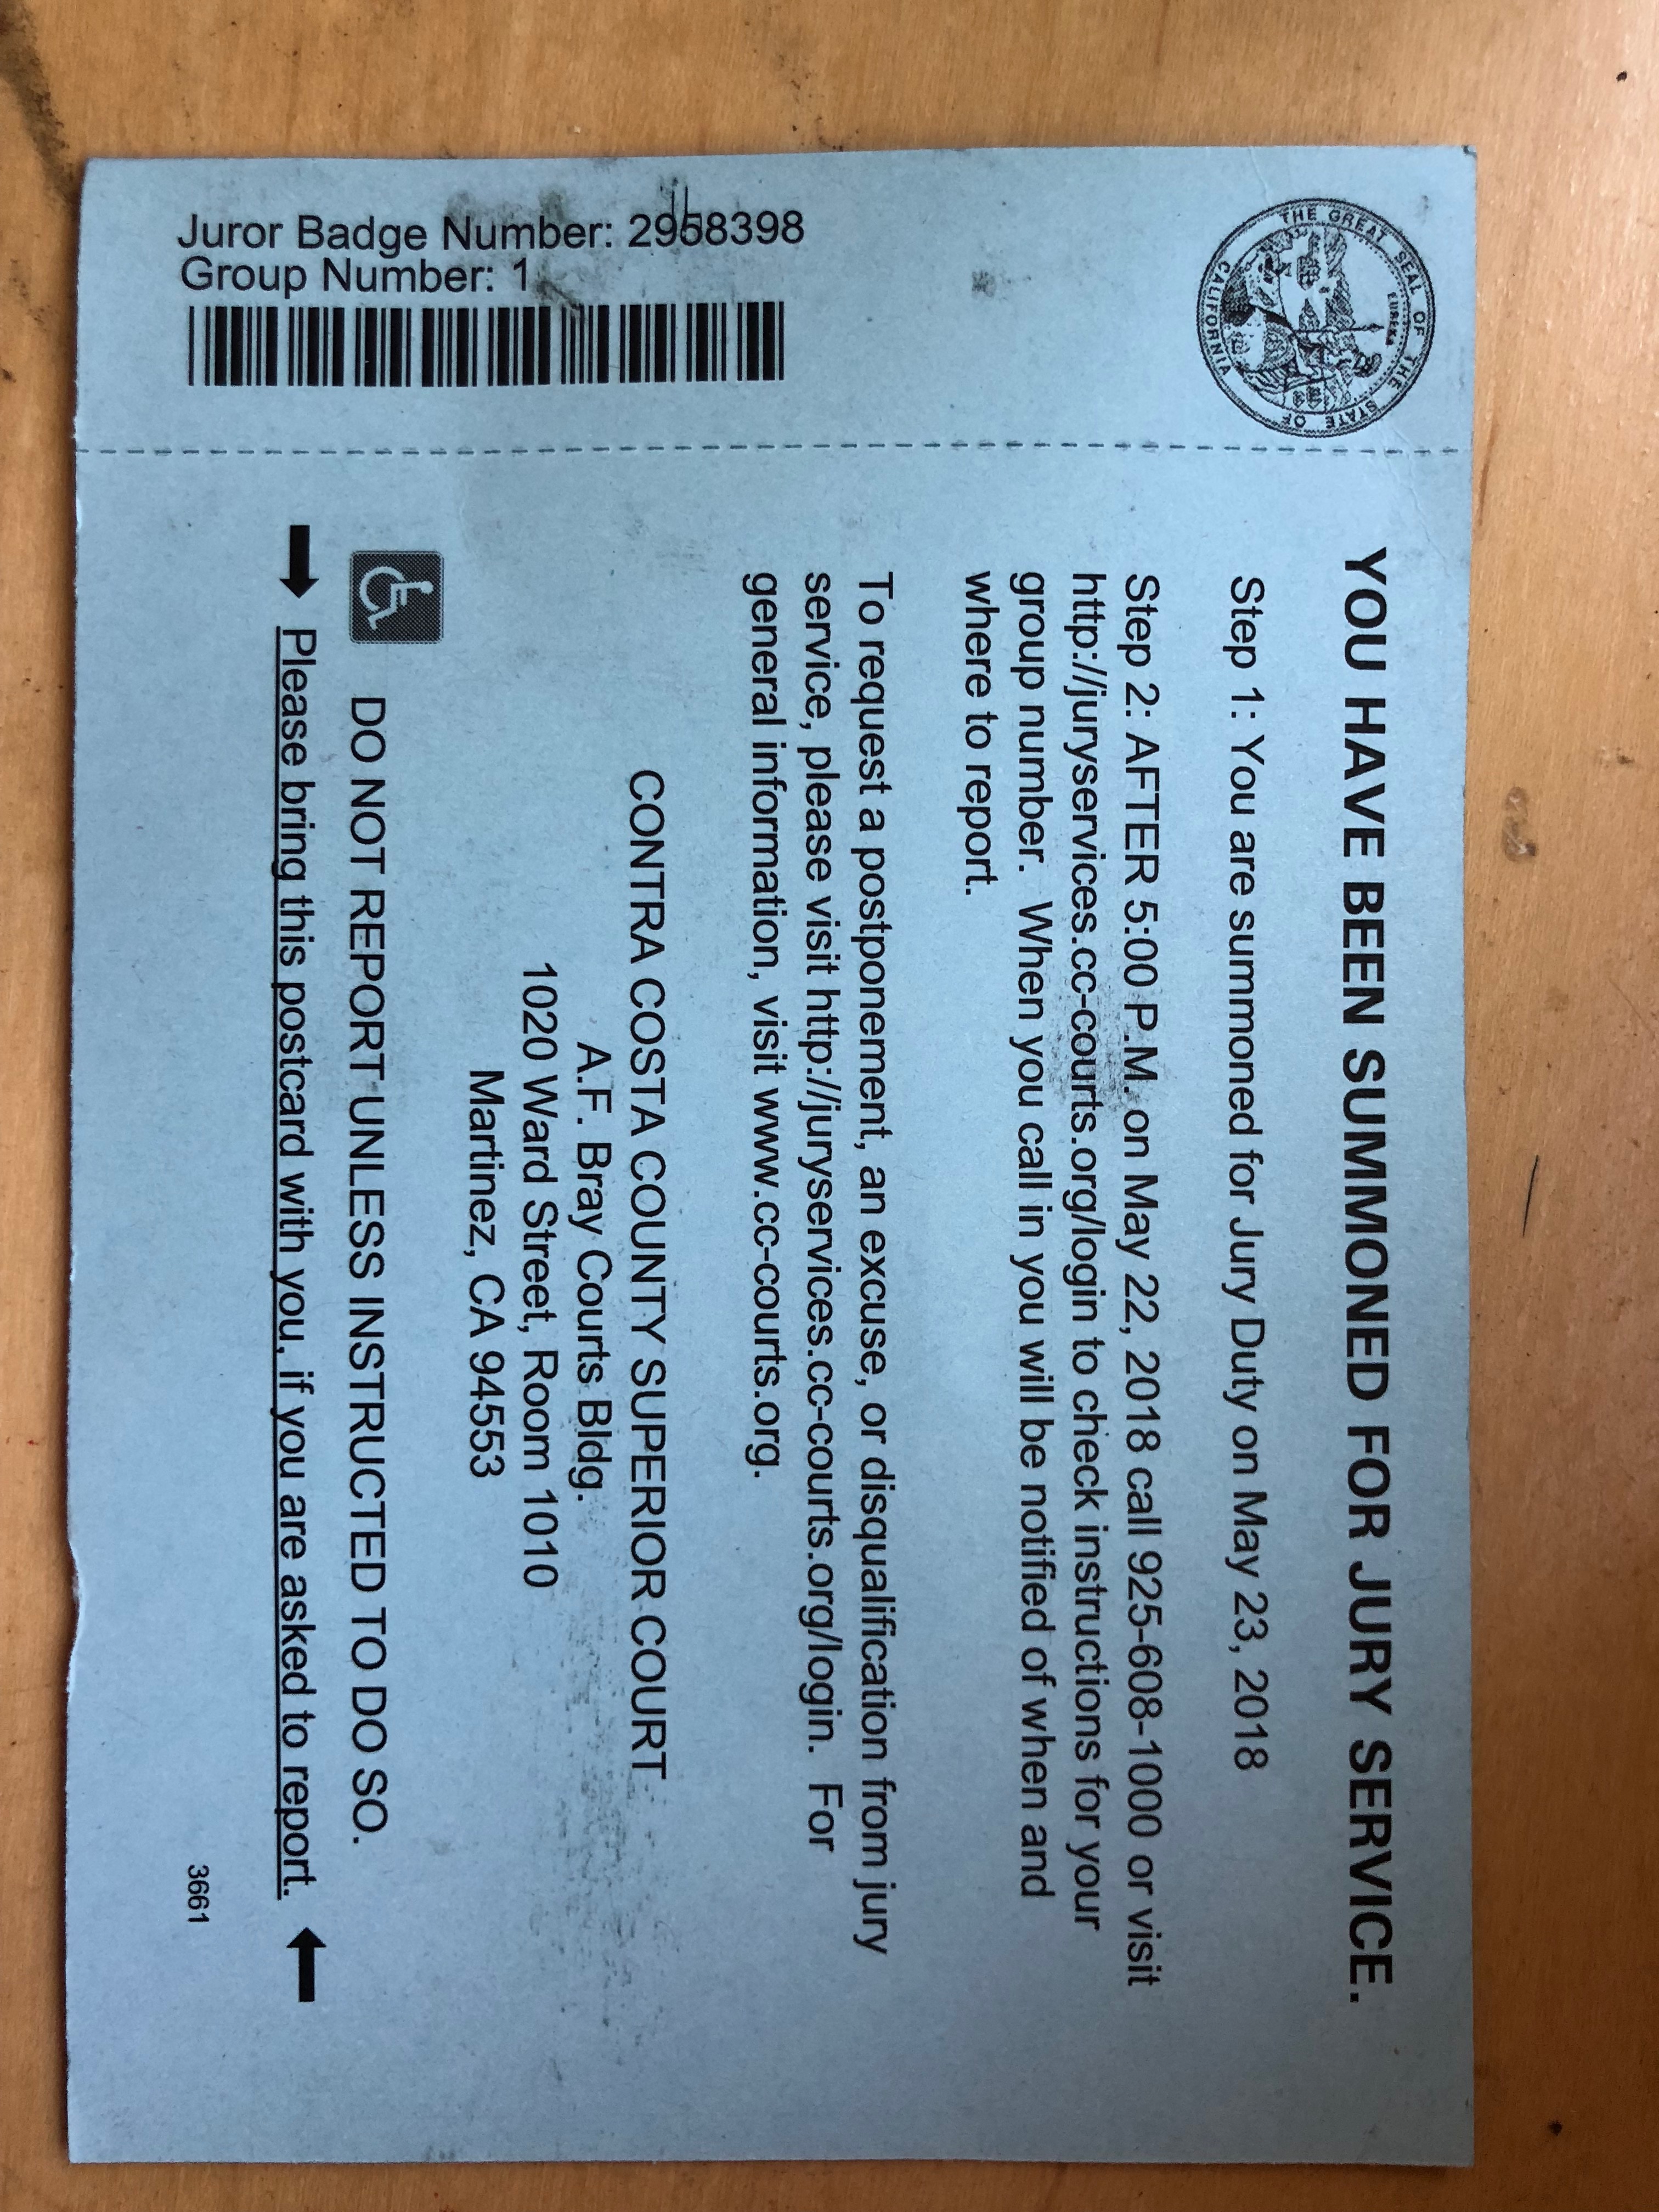 THE GREAT SEAL OF THE STATE OF CALIFORNIA
EUREKA
YOU HAVE BEEN SUMMONED FOR JURY SERVICE.
Step 1: You are summoned for Jury Duty on May 23, 2018
Step 2: AFTER 5:00 P.M. on May 22, 2018 call 925-608-1000 or visit
http://juryservices.cc-courts.org/login to check instructions for your
group number. When you call in you will be notified of when and
where to report.
To request a postponement, an excuse, or disqualification from jury
service, please visit http://juryservices.cc-courts.org/login. For
general information, visit www.cc-courts.org.
CONTRA COSTA COUNTY SUPERIOR COURT
A.F. Bray Courts Bldg.
1020 Ward Street, Room 1010
Martinez, CA 94553
DO NOT REPORT UNLESS INSTRUCTED TO DO SO.
Please bring this postcard with you, if you are asked to report.
3661
Juror Badge Number:
Group Number: 1